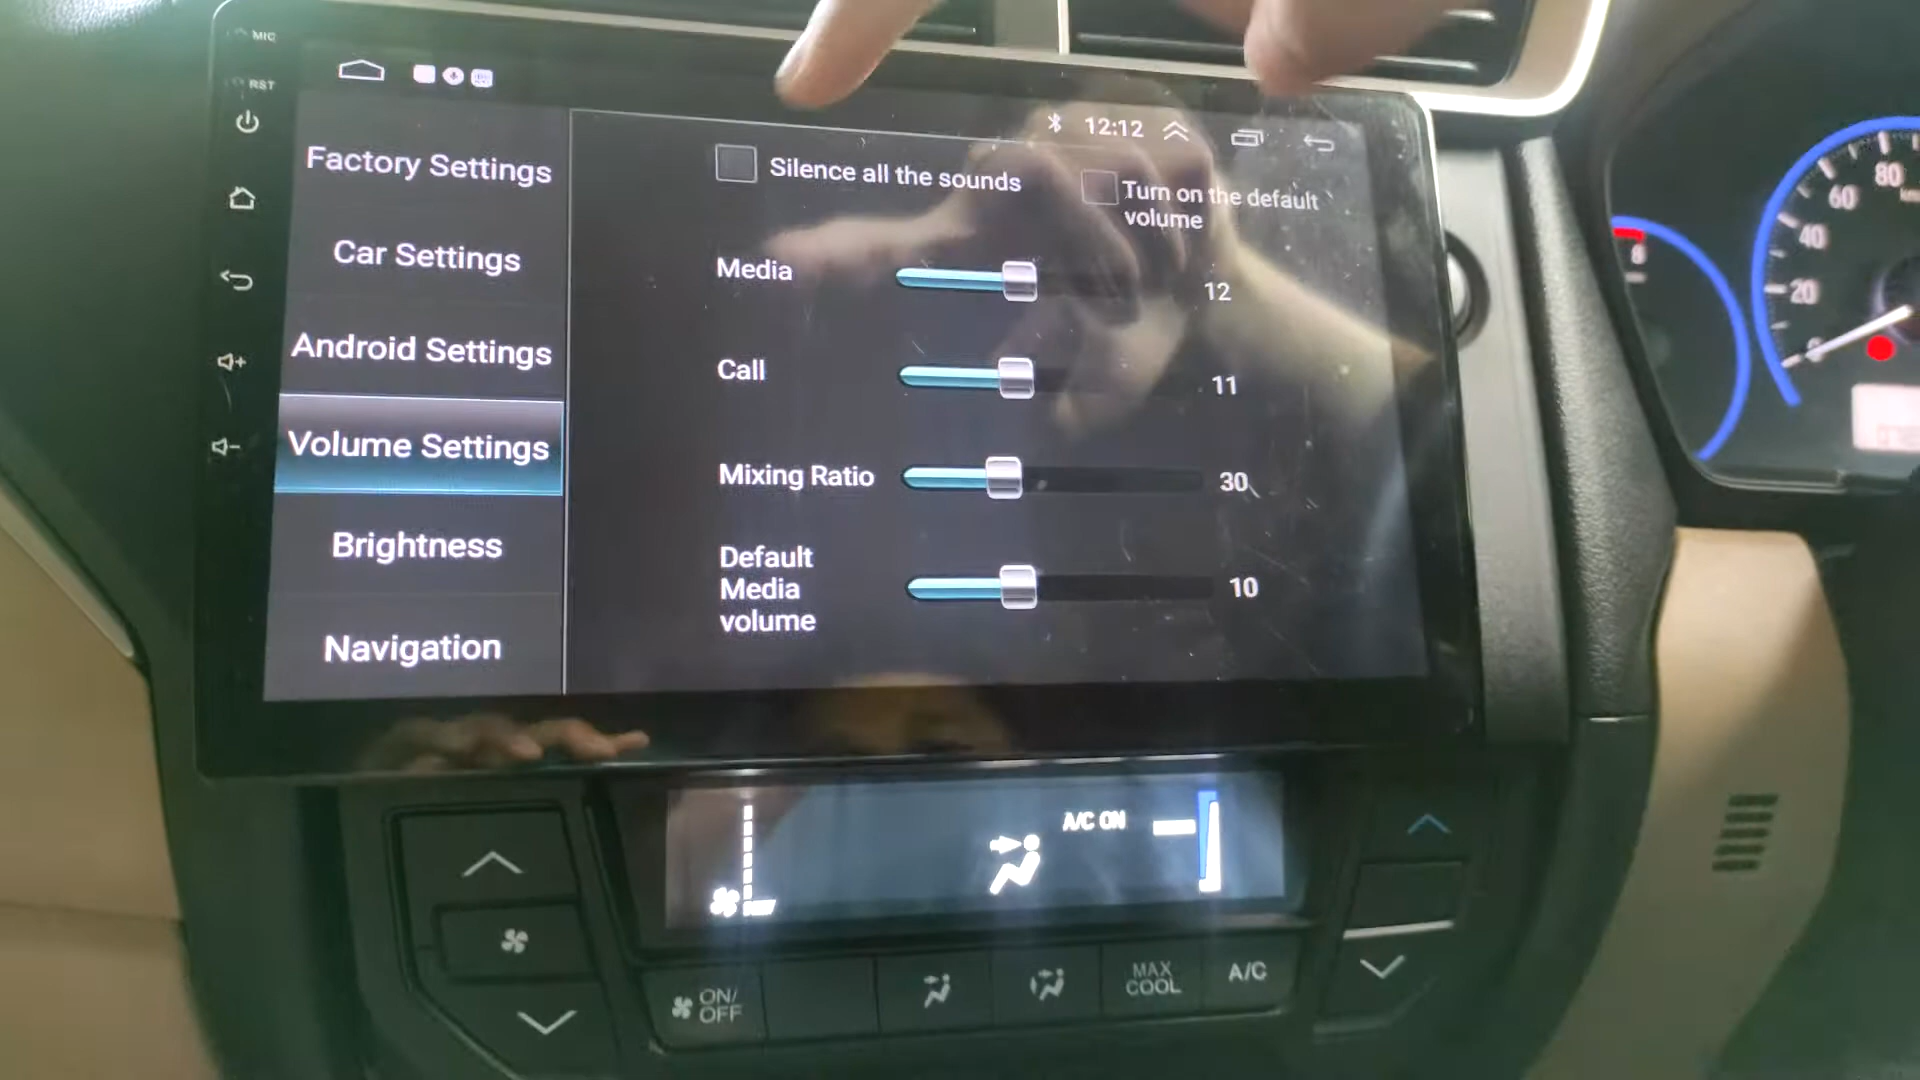 MIC
RST
12:12
Factory Settings
Car Settings
Android Settings
Volume Settings
Brightness
Navigation
Silence all the sounds
Turn on the default
volume
Media
12
Call
11
Mixing Ratio
30
Default
Media
volume
10
80
60
40
20
8
A/C ON
ON/
OFF
MAX
COOL
A/C